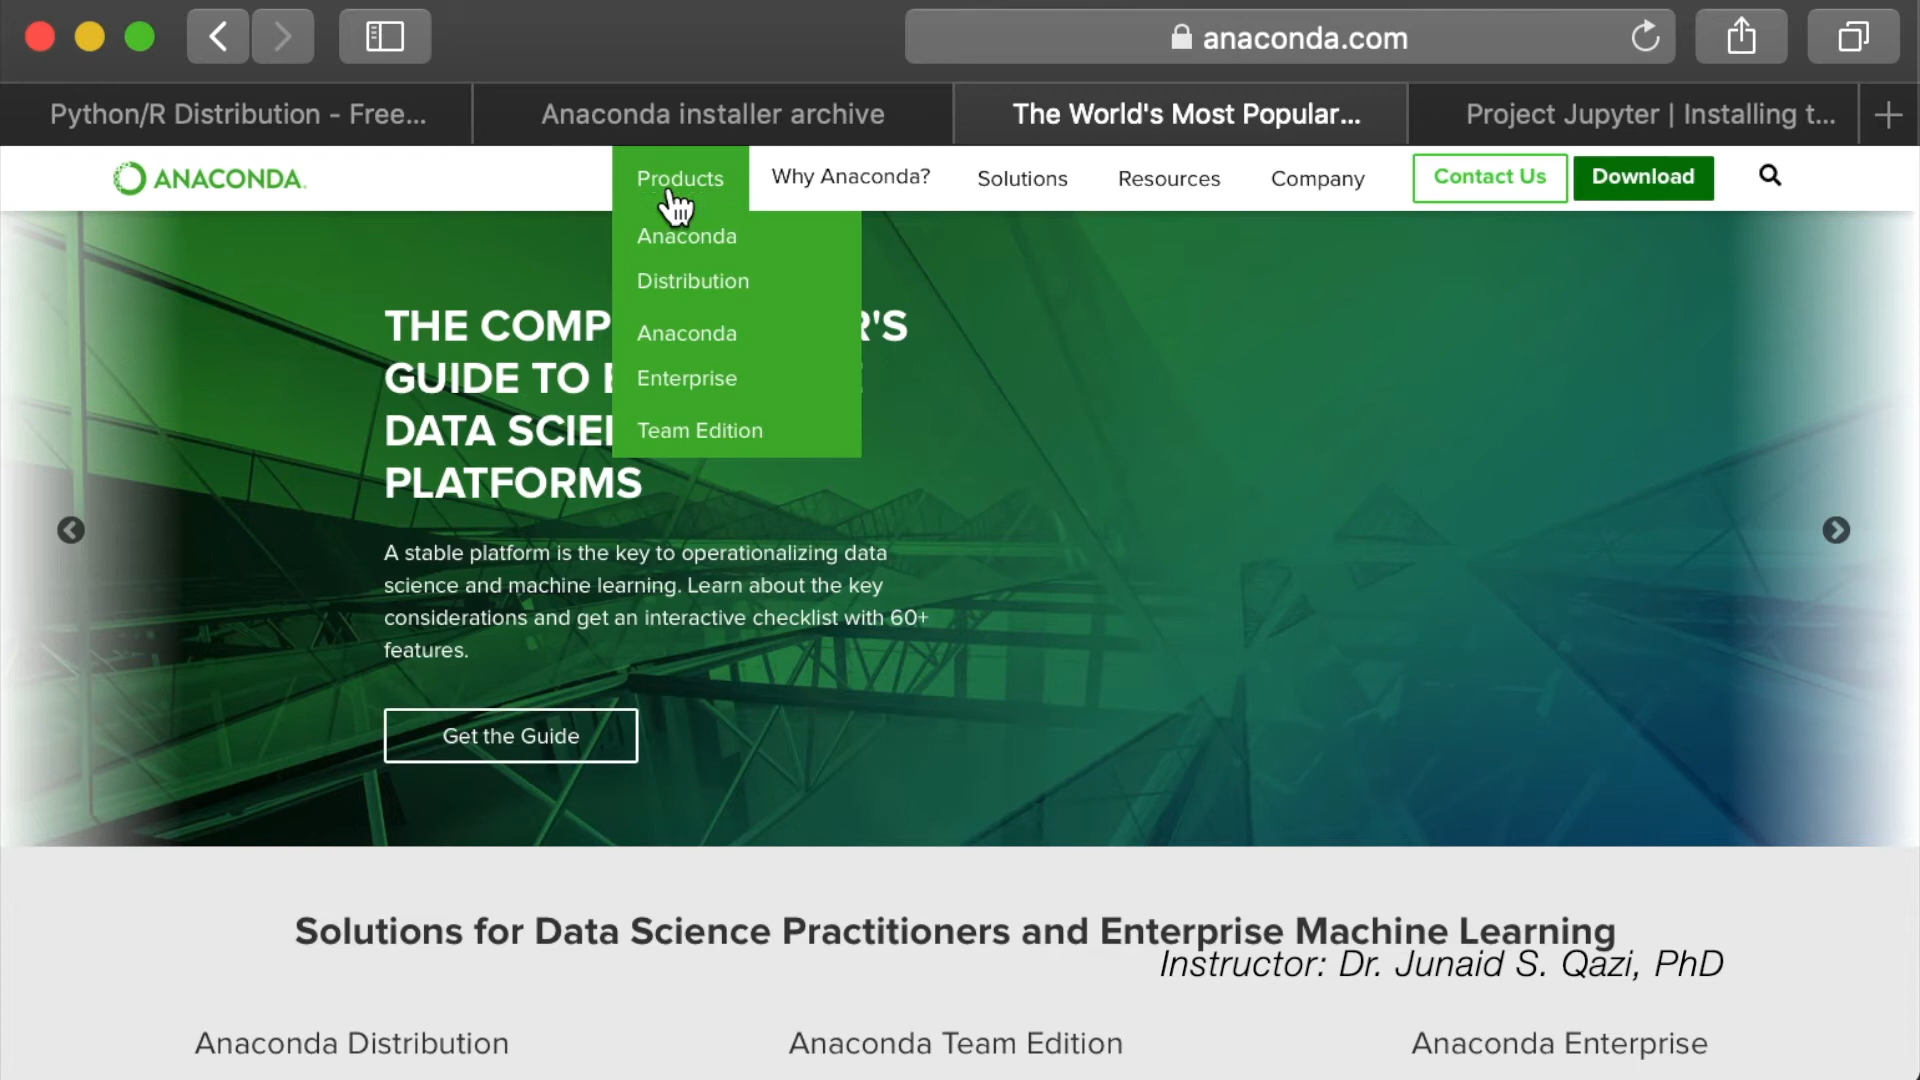 anaconda.com
Python/R Distribution - Free...
Anaconda installer archive
The World's Most Popular...
Project Jupyter | Installing t...
ANACONDA.
Products
Why Anaconda?
Solutions
Resources
Company
Contact Us
Download
Anaconda
Distribution
Anaconda
Enterprise
Team Edition
THE COMP R'S
GUIDE TO
DATA SCIE
PLATFORMS
A stable platform is the key to operationalizing data
science and machine learning. Learn about the key
considerations and get an interactive checklist with 60+
features.
Get the Guide
Solutions for Data Science Practitioners and Enterprise Machine Learning
Instructor: Dr. Junaid S. Qazi, PhD
Anaconda Distribution
Anaconda Team Edition
Anaconda Enterprise